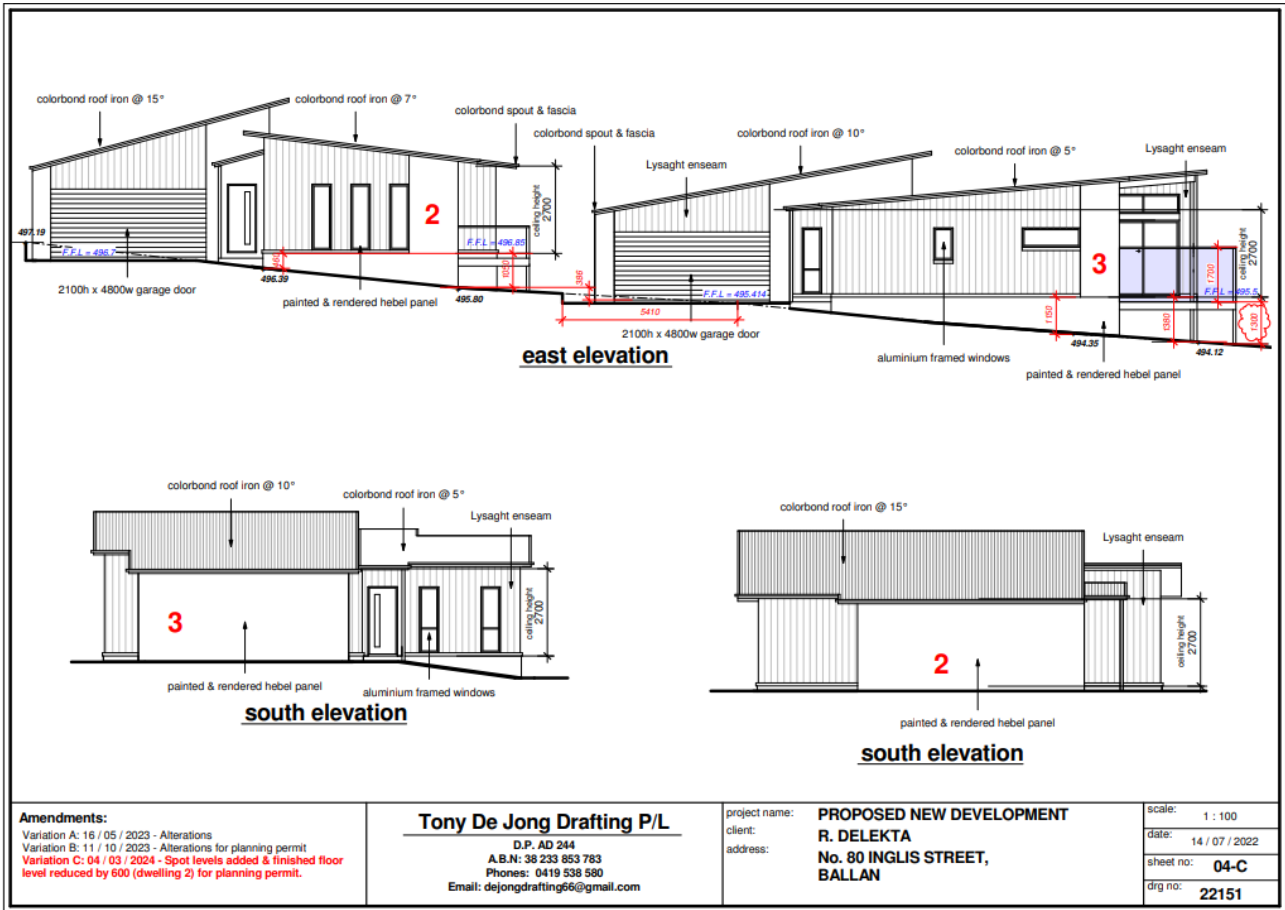 colorbond roof iron @ 15°
colorbond roof iron @ 7°
colorbond spout & fascia
colorbond spout & fascia
colorbond roof iron @ 10°
Lysaght enseam
colorbond roof iron @ 5°
Lysaght enseam
2
3
ceiling height
2700
ceiling height
2700
497.19
F.F.L = 496.7
F.F.L = 496.85
460
1050
496.39
495.80
386
5410
F.F.L = 495.414
F.F.L = 495.5
1700
1150
1380
1300
494.35
494.12
2100h x 4800w garage door
painted & rendered hebel panel
2100h x 4800w garage door
aluminium framed windows
painted & rendered hebel panel
east elevation
colorbond roof iron @ 10°
colorbond roof iron @ 5°
Lysaght enseam
3
ceiling height
2700
painted & rendered hebel panel
aluminium framed windows
south elevation
colorbond roof iron @ 15°
Lysaght enseam
2
ceiling height
2700
painted & rendered hebel panel
south elevation
Amendments:
Variation A: 16 / 05 / 2023 - Alterations
Variation B: 11 / 10 / 2023 - Alterations for planning permit
Variation C: 04 / 03 / 2024 - Spot levels added & finished floor
level reduced by 600 (dwelling 2) for planning permit.
Tony De Jong Drafting P/L
D.P. AD 244
A.B.N: 38 233 853 783
Phones: 0419 538 580
Email: dejongdrafting66@gmail.com
project name: PROPOSED NEW DEVELOPMENT
client: R. DELEKTA
address: No. 80 INGLIS STREET,
BALLAN
scale: 1 : 100
date: 14 / 07 / 2022
sheet no: 04-C
drg no: 22151